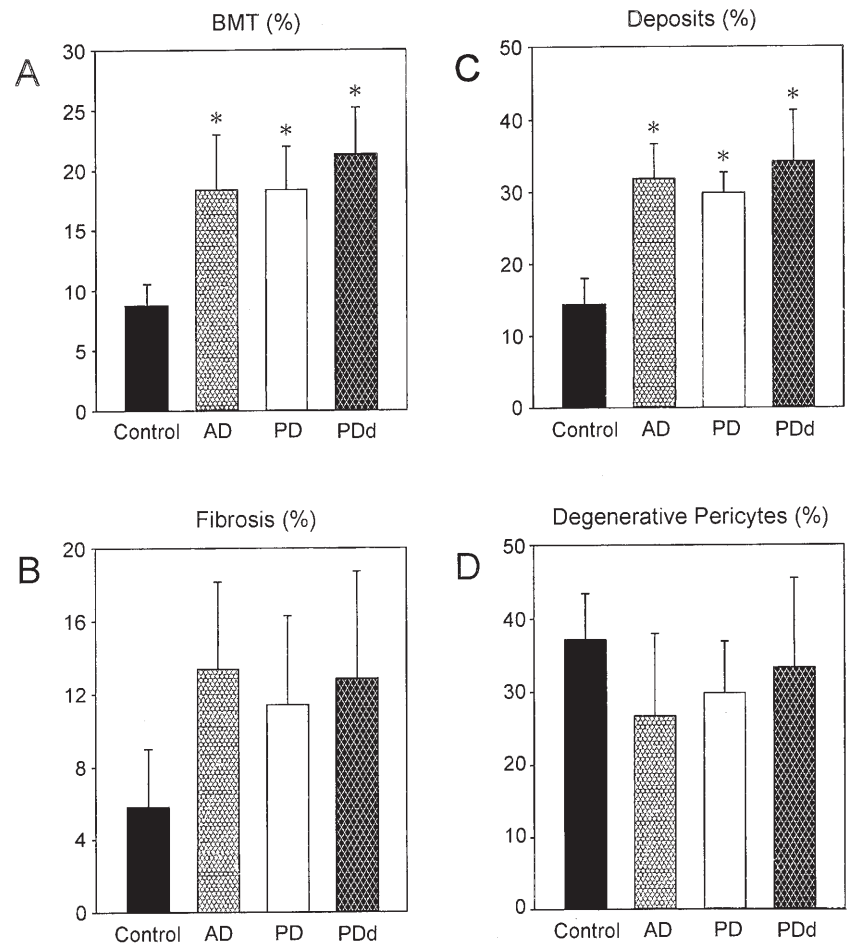 BMT (%)
A
30
25
20
15
10
5
0
* * *
Control AD PD PDd
Deposits (%)
C
50
40
30
20
10
0
* * *
Control AD PD PDd
Fibrosis (%)
B
20
16
12
8
4
0
Control AD PD PDd
Degenerative Pericytes (%)
D
50
40
30
20
10
0
Control AD PD PDd